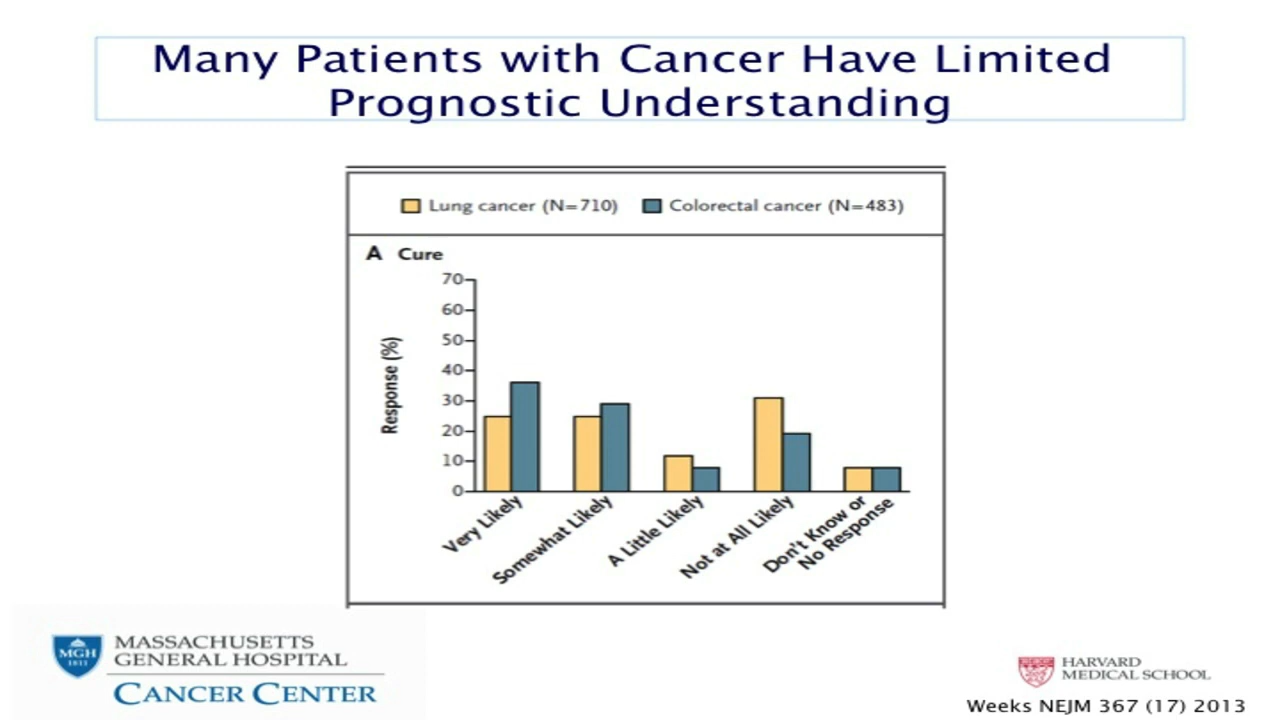 Many Patients with Cancer Have Limited
Prognostic Understanding
Lung cancer (N=710) Colorectal cancer (N=483)
A Cure
70
60
50
40
30
20
10
0
Response (%)
Very Likely
Somewhat Likely
A Little Likely
Not at All Likely
Don't Know or
No Response
MGH
1811
MASSACHUSETTS
GENERAL HOSPITAL
CANCER CENTER
HARVARD
MEDICAL SCHOOL
Weeks NEJM 367 (17) 2013